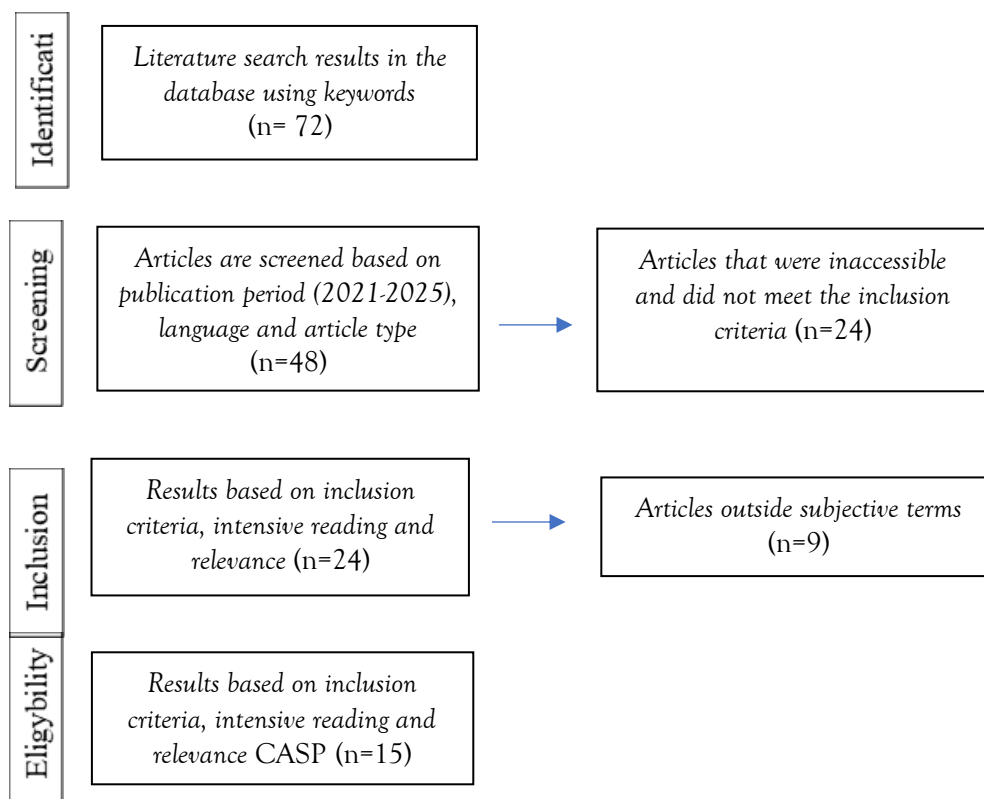 Identificati
Literature search results in the
database using keywords
(n= 72)
Screening
Articles are screened based on
publication period (2021-2025),
language and article type
(n=48)
Articles that were inaccessible
and did not meet the inclusion
criteria (n=24)
Inclusion
Results based on inclusion
criteria, intensive reading and
relevance (n=24)
Articles outside subjective terms
(n=9)
Eligybility
Results based on inclusion
criteria, intensive reading and
relevance CASP (n=15)